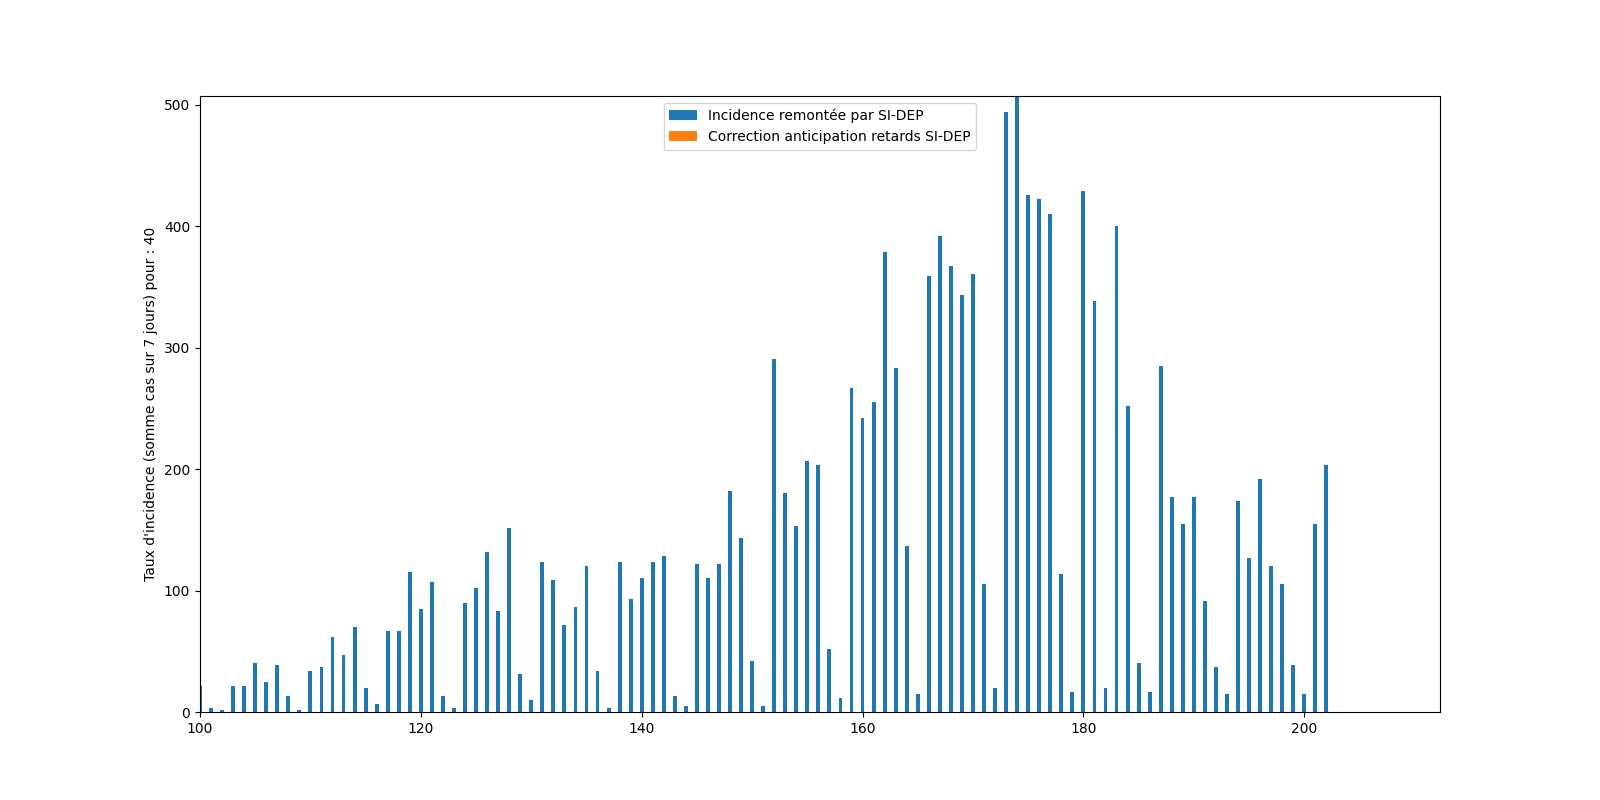 Incidence remontée par SI-DEP
Correction anticipation retards SI-DEP
Taux d'incidence (somme cas sur 7 jours) pour : 40
500
400
300
200
100
0
100 120 140 160 180 200